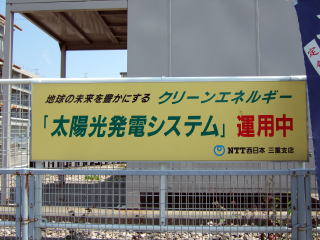 地球の未来を豊かにする クリーンエネルギー
「太陽光発電システム」運用中
NTT西日本 三重支店
定